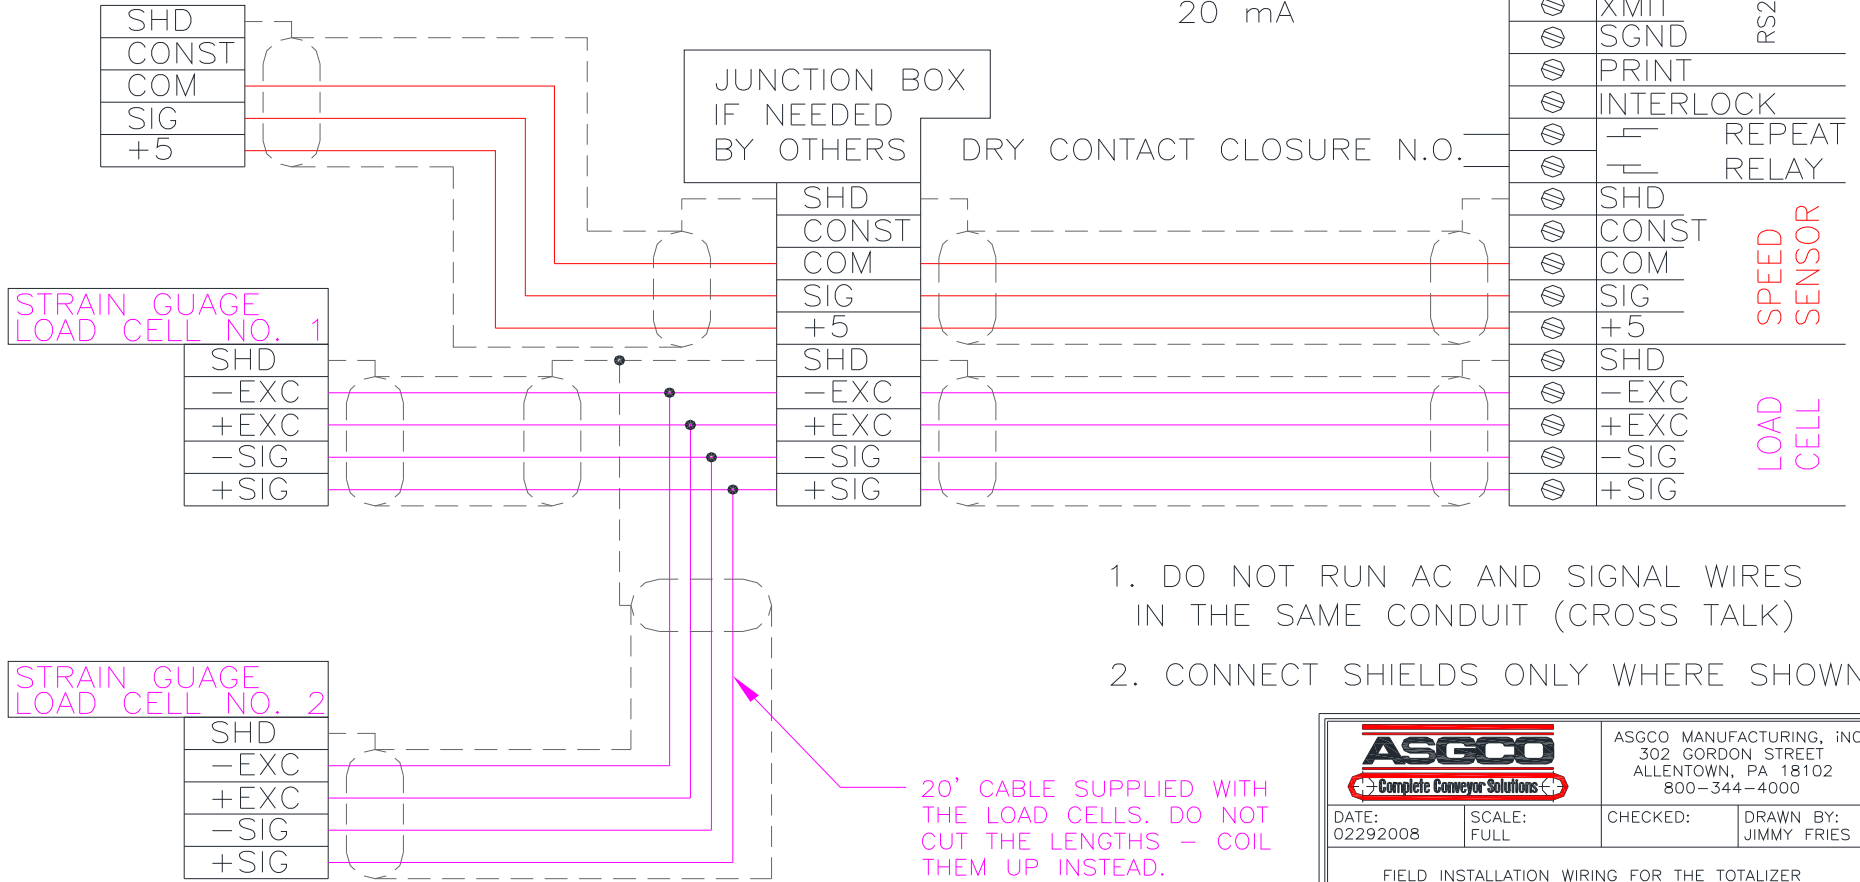 SHD
CONST
COM
SIG
+5
20 mA
JUNCTION BOX
IF NEEDED
BY OTHERS
DRY CONTACT CLOSURE N.O.
XMIT
SGND
RS2
PRINT
INTERLOCK
REPEAT
RELAY
SHD
CONST
COM
SIG
+5
SHD
-EXC
+EXC
-SIG
+SIG
SHD
CONST
COM
SIG
+5
SPEED
SENSOR
SHD
-EXC
+EXC
-SIG
+SIG
LOAD
CELL
STRAIN GUAGE
LOAD CELL NO. 1
SHD
-EXC
+EXC
-SIG
+SIG
STRAIN GUAGE
LOAD CELL NO. 2
SHD
-EXC
+EXC
-SIG
+SIG
20' CABLE SUPPLIED WITH
THE LOAD CELLS. DO NOT
CUT THE LENGTHS - COIL
THEM UP INSTEAD.
1. DO NOT RUN AC AND SIGNAL WIRES
IN THE SAME CONDUIT (CROSS TALK)
2. CONNECT SHIELDS ONLY WHERE SHOWN
ASGCO
Complete Conveyor Solutions
ASGCO MANUFACTURING, iNC
302 GORDON STREET
ALLENTOWN, PA 18102
800-344-4000
DATE:
02292008
SCALE:
FULL
CHECKED:
DRAWN BY:
JIMMY FRIES
FIELD INSTALLATION WIRING FOR THE TOTALIZER